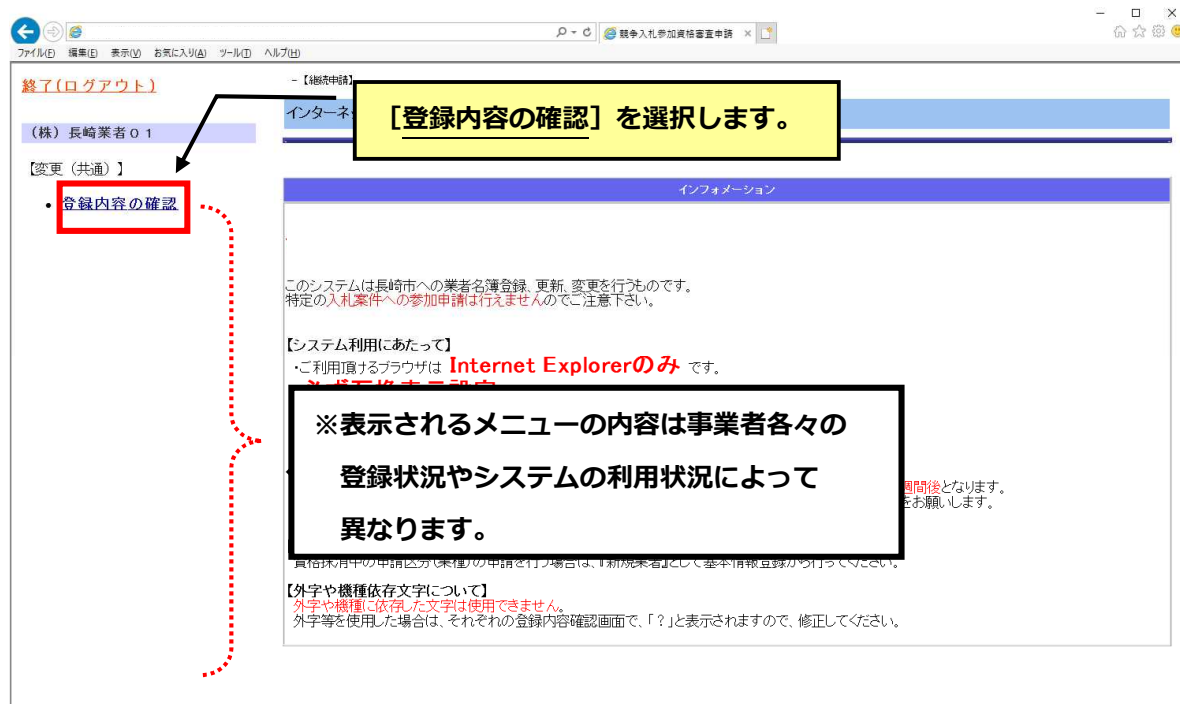 競争入札参加資格審査申請
ファイル(F) 編集(E) 表示(V) お気に入り(A) ツール(T) ヘルプ(H)
終了(ログアウト)
(株)長崎業者01
【変更(共通)】
・登録内容の確認
-【継続申請】
インターネ
[登録内容の確認]を選択します。
インフォメーション
このシステムは長崎市への業者名簿登録、更新、変更を行うものです。
特定の入札案件への参加申請は行えませんのでご注意下さい。
【システム利用にあたって】
・ご利用頂けるブラウザは Internet Explorerのみ です。
※表示されるメニューの内容は事業者各々の
登録状況やシステムの利用状況によって
異なります。
週間後となります。
をお願いします。
【外字や機種依存文字について】
外字や機種に依存した文字は使用できません。
外字等を使用した場合は、それぞれの登録内容確認画面で、「?」と表示されますので、修正してください。